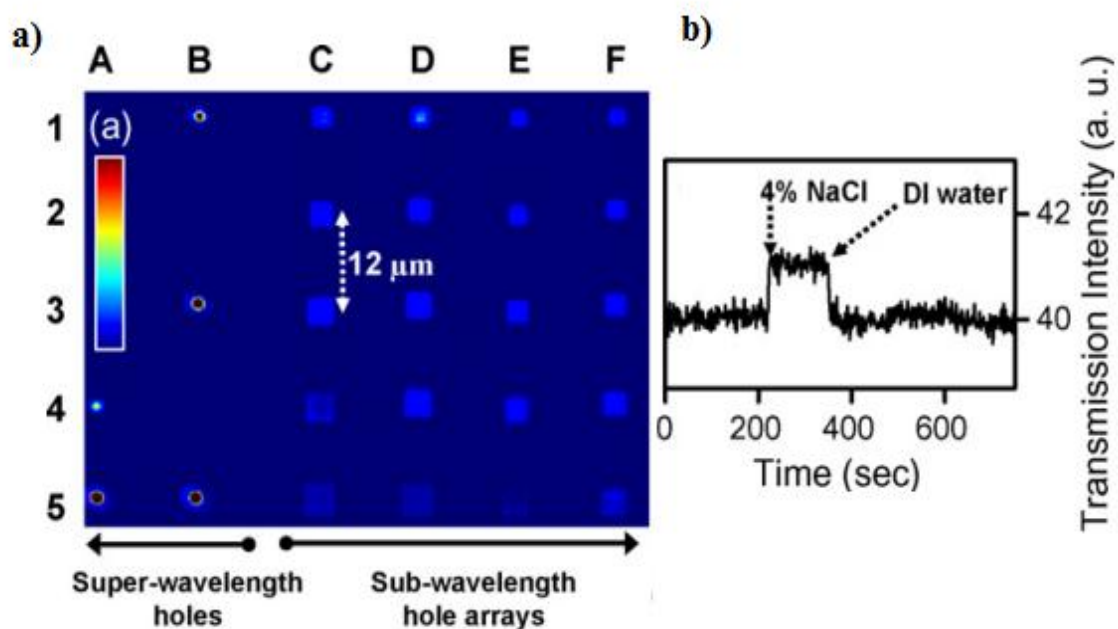 a)
A B C D E F
1
(a)
2
12 µm
3
4
5
Super-wavelength
holes
Sub-wavelength
hole arrays
b)
4% NaCl
DI water
42
40
0 200 400 600
Time (sec)
Transmission Intensity (a. u.)